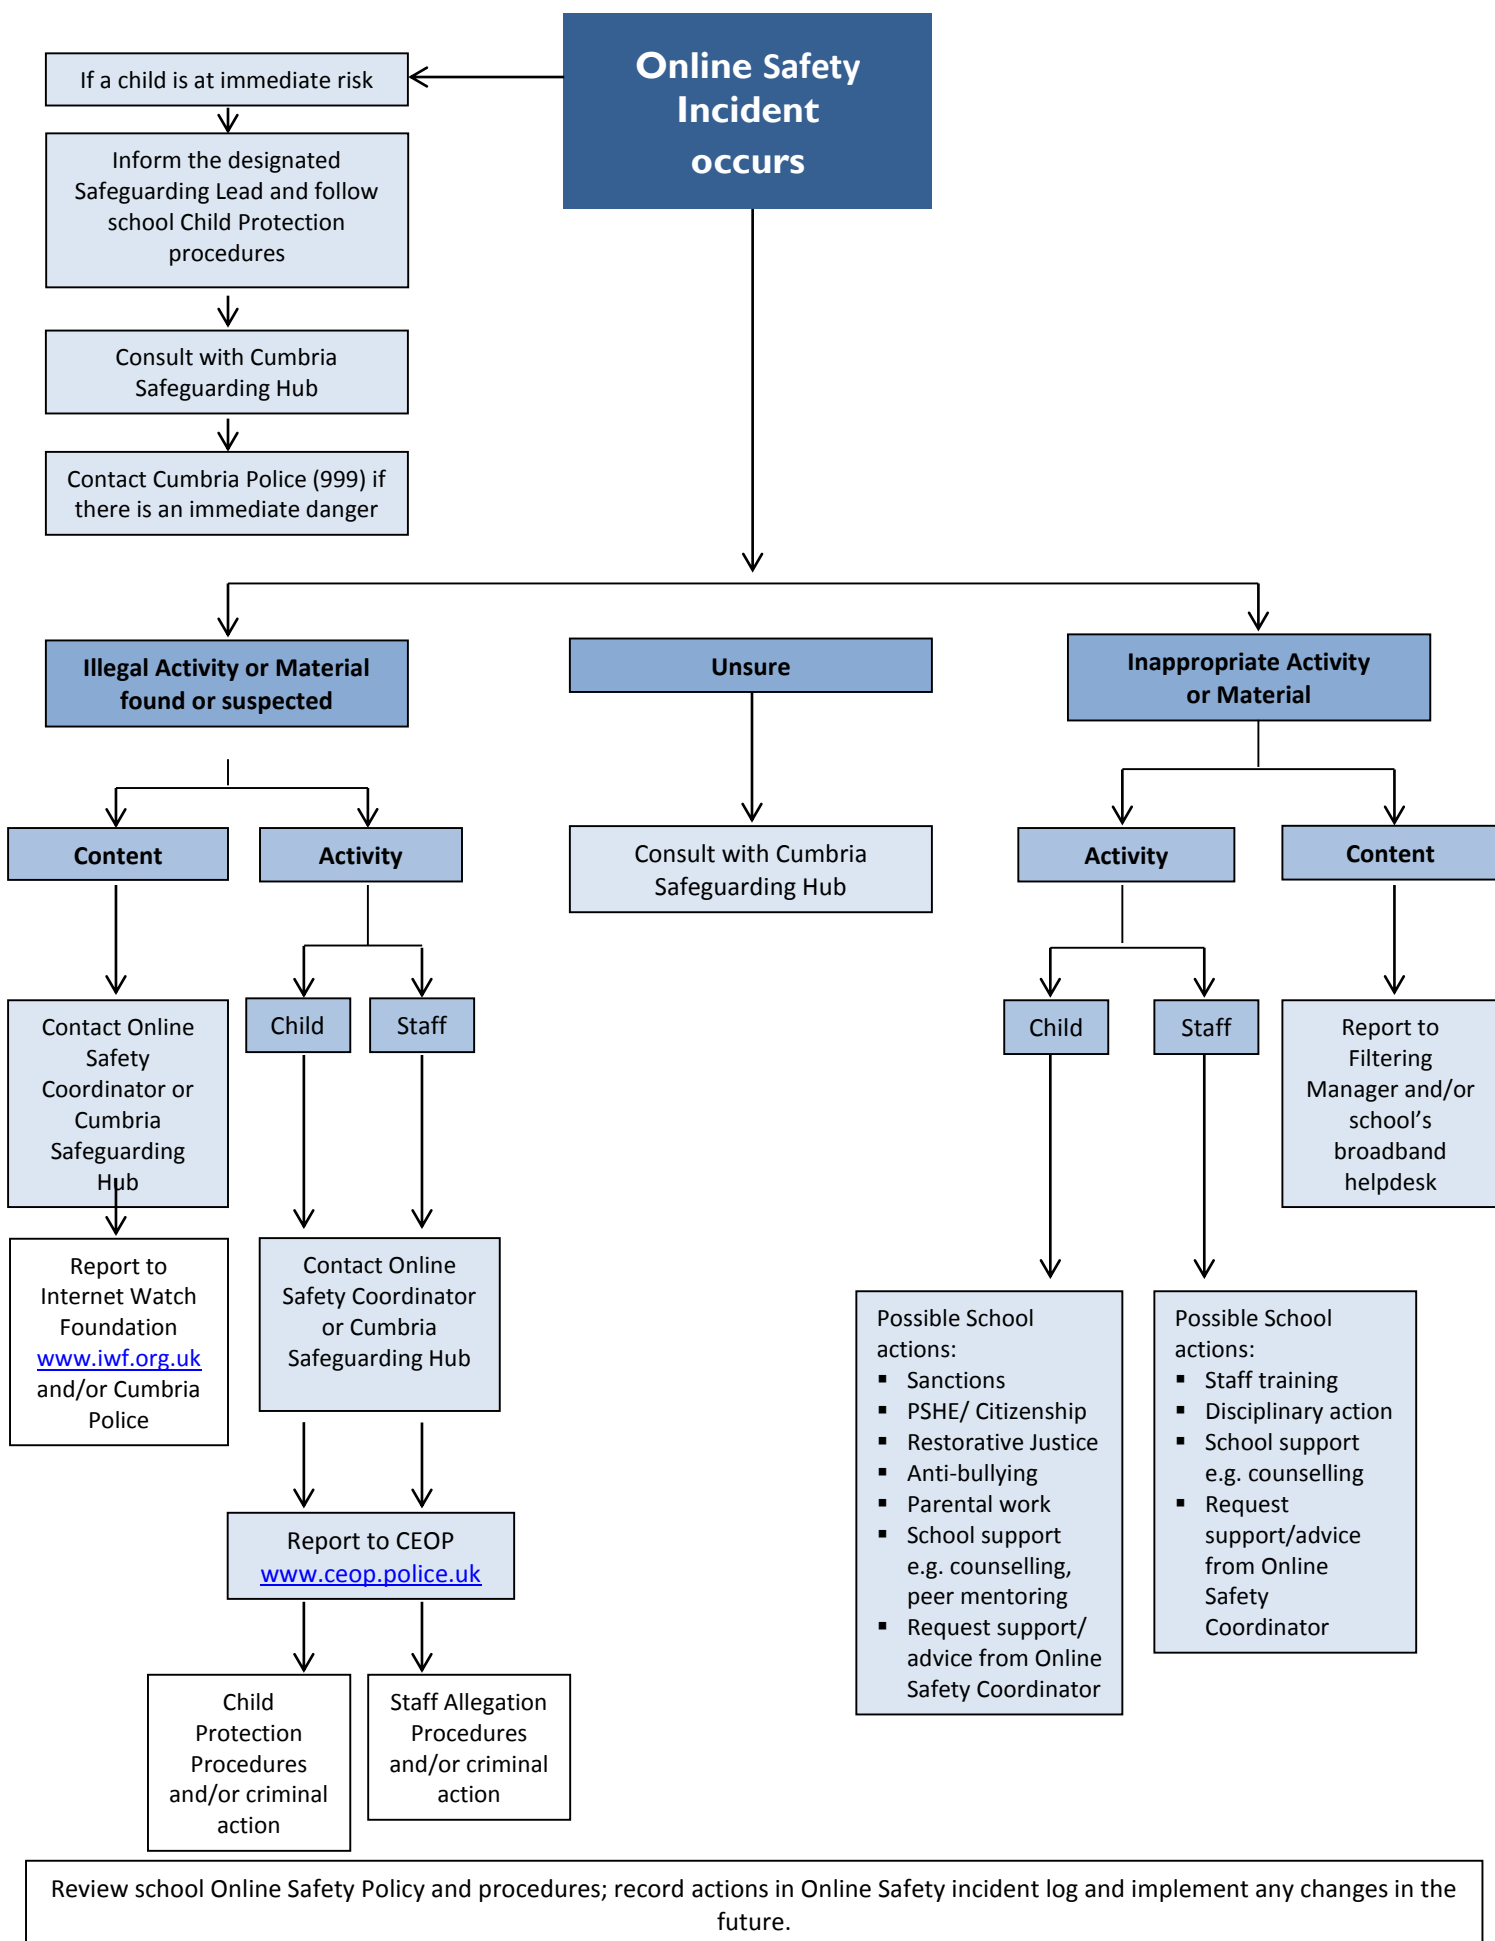 Online Safety
Incident
occurs
If a child is at immediate risk
Inform the designated
Safeguarding Lead and follow
school Child Protection
procedures
Consult with Cumbria
Safeguarding Hub
Contact Cumbria Police (999) if
there is an immediate danger
Illegal Activity or Material
found or suspected
Unsure
Inappropriate Activity
or Material
Content
Activity
Consult with Cumbria
Safeguarding Hub
Activity
Content
Contact Online
Safety
Coordinator or
Cumbria
Safeguarding
Hub
Child
Staff
Child
Staff
Report to
Filtering
Manager and/or
school’s
broadband
helpdesk
Report to
Internet Watch
Foundation
www.iwf.org.uk
and/or Cumbria
Police
Contact Online
Safety Coordinator
or Cumbria
Safeguarding Hub
Possible School
actions:
▪ Sanctions
▪ PSHE/ Citizenship
▪ Restorative Justice
▪ Anti-bullying
▪ Parental work
▪ School support
e.g. counselling,
peer mentoring
▪ Request support/
advice from Online
Safety Coordinator
Possible School
actions:
▪ Staff training
▪ Disciplinary action
▪ School support
e.g. counselling
▪ Request
support/advice
from Online
Safety
Coordinator
Report to CEOP
www.ceop.police.uk
Child
Protection
Procedures
and/or criminal
action
Staff Allegation
Procedures
and/or criminal
action
Review school Online Safety Policy and procedures; record actions in Online Safety incident log and implement any changes in the
future.